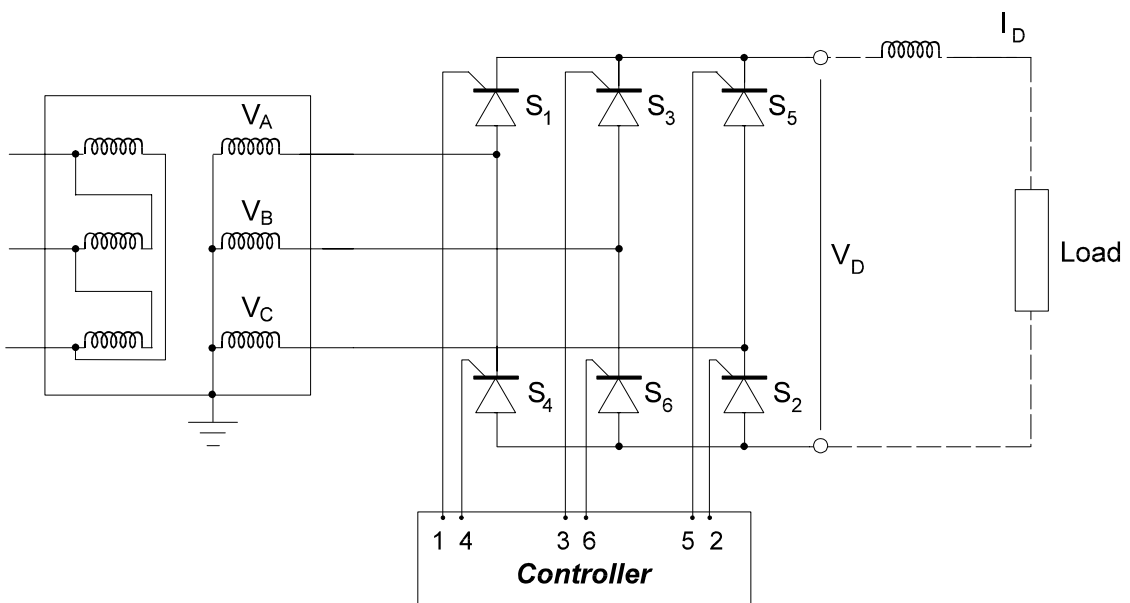 I_D
V_A
S_1
S_3
S_5
V_B
V_D
Load
V_C
S_4
S_6
S_2
1 4 3 6 5 2
Controller